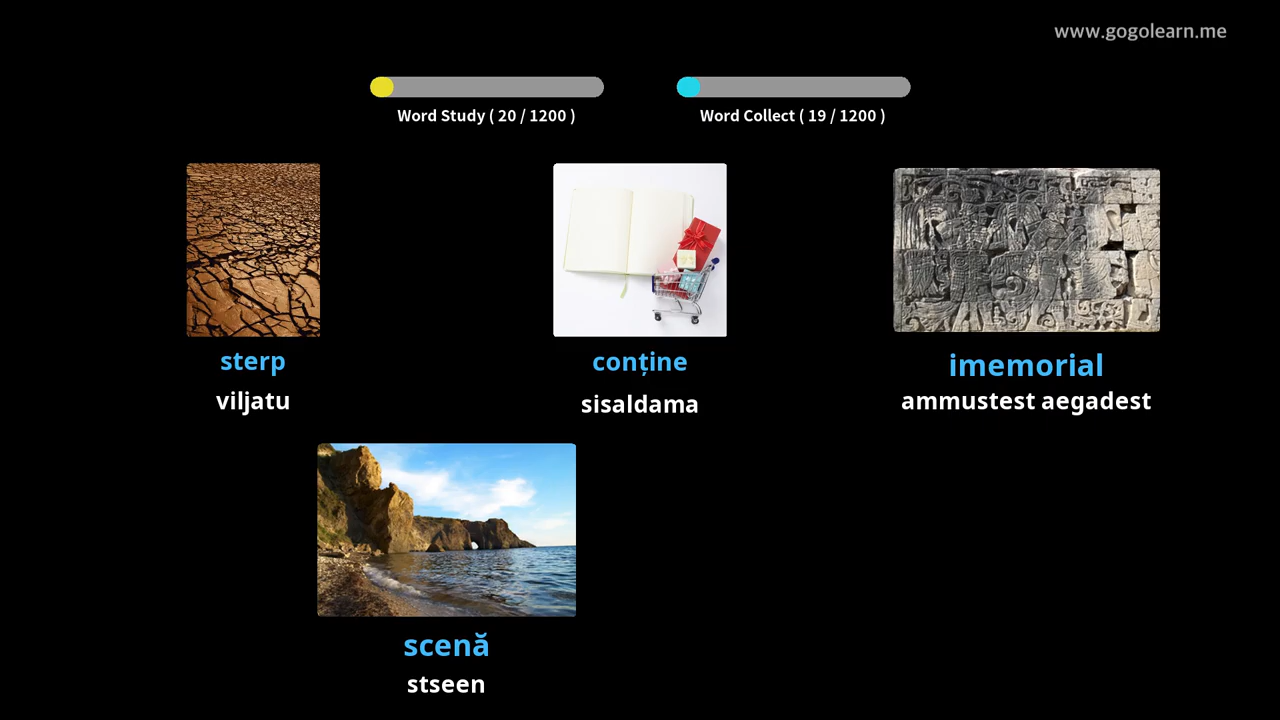 www.gogolearn.me
Word Study ( 20 / 1200 )
Word Collect ( 19 / 1200 )
sterp
viljatu
conține
sisaldama
imemorial
ammustest aegadest
scenă
stseen